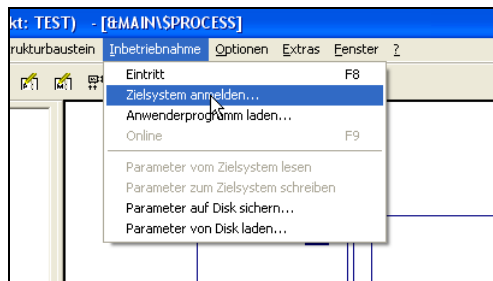 kt: TEST) - [&MAIN\$PROCESS]
rukturbaustein Inbetriebnahme Optionen Extras Fenster ?
Eintritt F8
Zielsystem anmelden...
Anwenderprogramm laden...
Online F9
Parameter vom Zielsystem lesen
Parameter zum Zielsystem schreiben
Parameter auf Disk sichern...
Parameter von Disk laden...